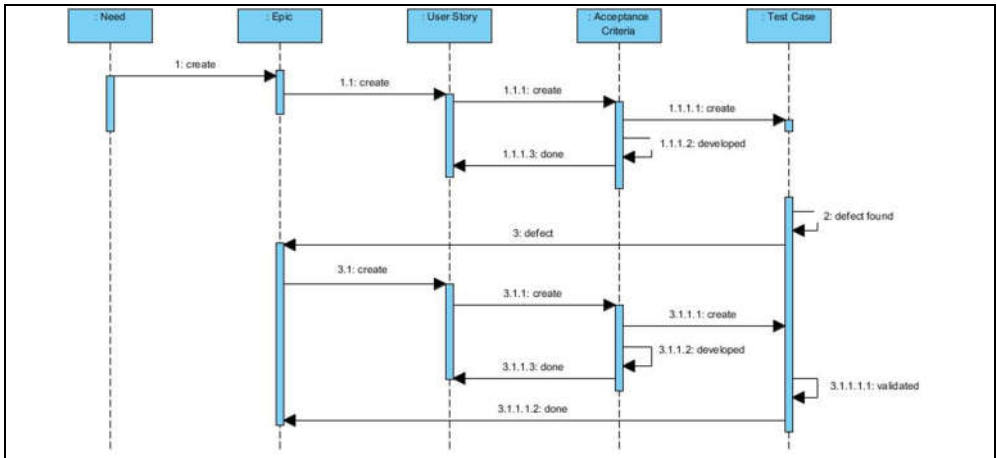 : Need
: Epic
: User Story
: Acceptance
Criteria
: Test Case
1: create
1.1: create
1.1.1: create
1.1.1.1: create
1.1.1.2: developed
1.1.1.3: done
2: defect found
3: defect
3.1: create
3.1.1: create
3.1.1.1: create
3.1.1.2: developed
3.1.1.3: done
3.1.1.1.1: validated
3.1.1.1.2: done